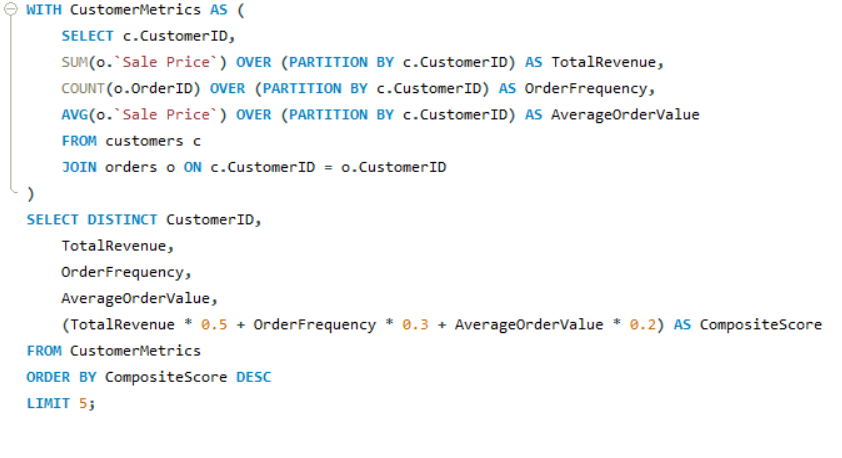 WITH CustomerMetrics AS (
SELECT c.CustomerID,
SUM(o.`Sale Price`) OVER (PARTITION BY c.CustomerID) AS TotalRevenue,
COUNT(o.OrderID) OVER (PARTITION BY c.CustomerID) AS OrderFrequency,
AVG(o.`Sale Price`) OVER (PARTITION BY c.CustomerID) AS AverageOrderValue
FROM customers c
JOIN orders o ON c.CustomerID = o.CustomerID
)
SELECT DISTINCT CustomerID,
TotalRevenue,
OrderFrequency,
AverageOrderValue,
(TotalRevenue * 0.5 + OrderFrequency * 0.3 + AverageOrderValue * 0.2) AS CompositeScore
FROM CustomerMetrics
ORDER BY CompositeScore DESC
LIMIT 5;